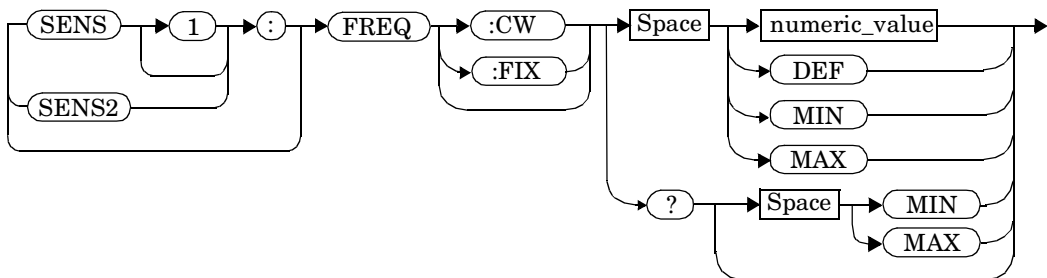 SENS 1 : FREQ :CW Space numeric_value
:FIX DEF
SENS2 MIN
MAX
? Space MIN
MAX